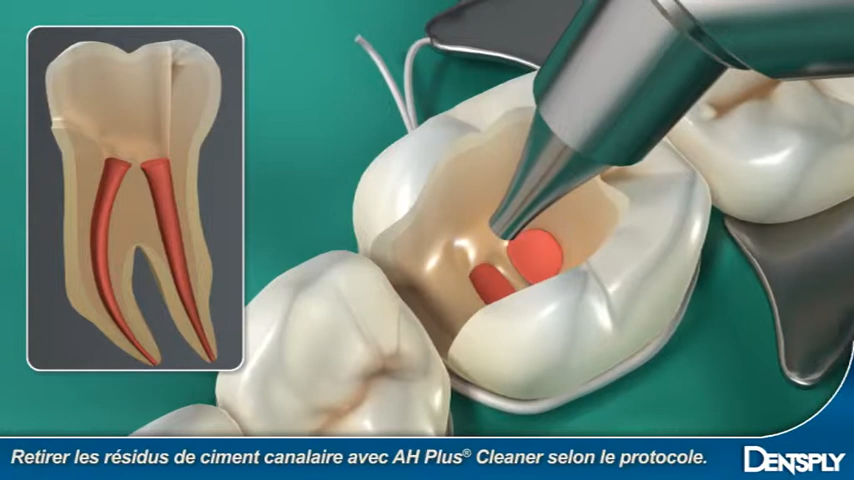 Retirer les résidus de ciment canalaire avec AH Plus® Cleaner selon le protocole.
DENTSPLY